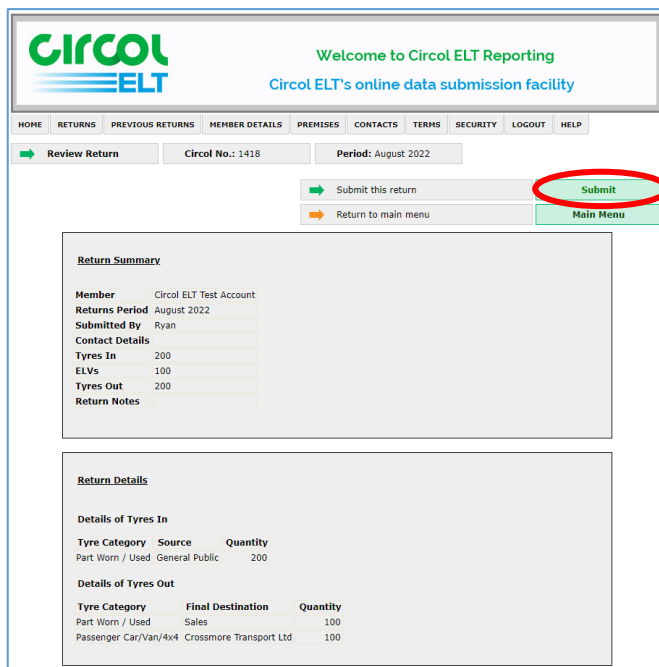 CIRCOL
ELT
Welcome to Circol ELT Reporting
Circol ELT's online data submission facility
HOME RETURNS PREVIOUS RETURNS MEMBER DETAILS PREMISES CONTACTS TERMS SECURITY LOGOUT HELP
Review Return Circol No.: 1418 Period: August 2022
Submit this return Submit
Return to main menu Main Menu
Return Summary
Member Circol ELT Test Account
Returns Period August 2022
Submitted By Ryan
Contact Details
Tyres In 200
ELVs 100
Tyres Out 200
Return Notes
Return Details
Details of Tyres In
Tyre Category Source Quantity
Part Worn / Used General Public 200
Details of Tyres Out
Tyre Category Final Destination Quantity
Part Worn / Used Sales 100
Passenger Car/Van/4x4 Crossmore Transport Ltd 100